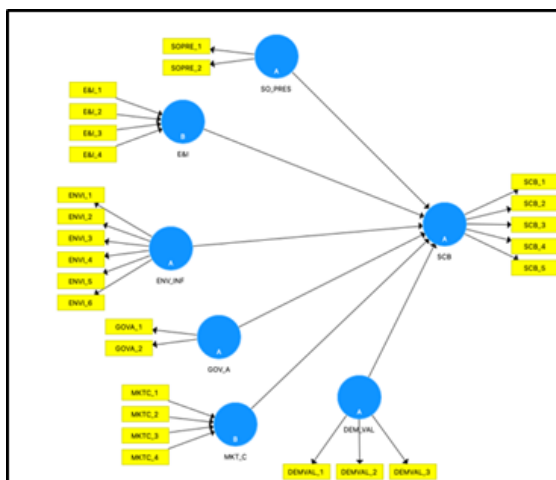 SOPRE_1
SOPRE_2
A
SO_PRES
E&I_1
E&I_2
E&I_3
E&I_4
B
E&I
ENVI_1
ENVI_2
ENVI_3
ENVI_4
ENVI_5
ENVI_6
A
ENV_INF
SCB_1
SCB_2
SCB_3
SCB_4
SCB_5
A
SCB
GOVA_1
GOVA_2
A
GOV_A
MKTC_1
MKTC_2
MKTC_3
MKTC_4
B
MKT_C
A
DEM_VAL
DEMVAL_1
DEMVAL_2
DEMVAL_3